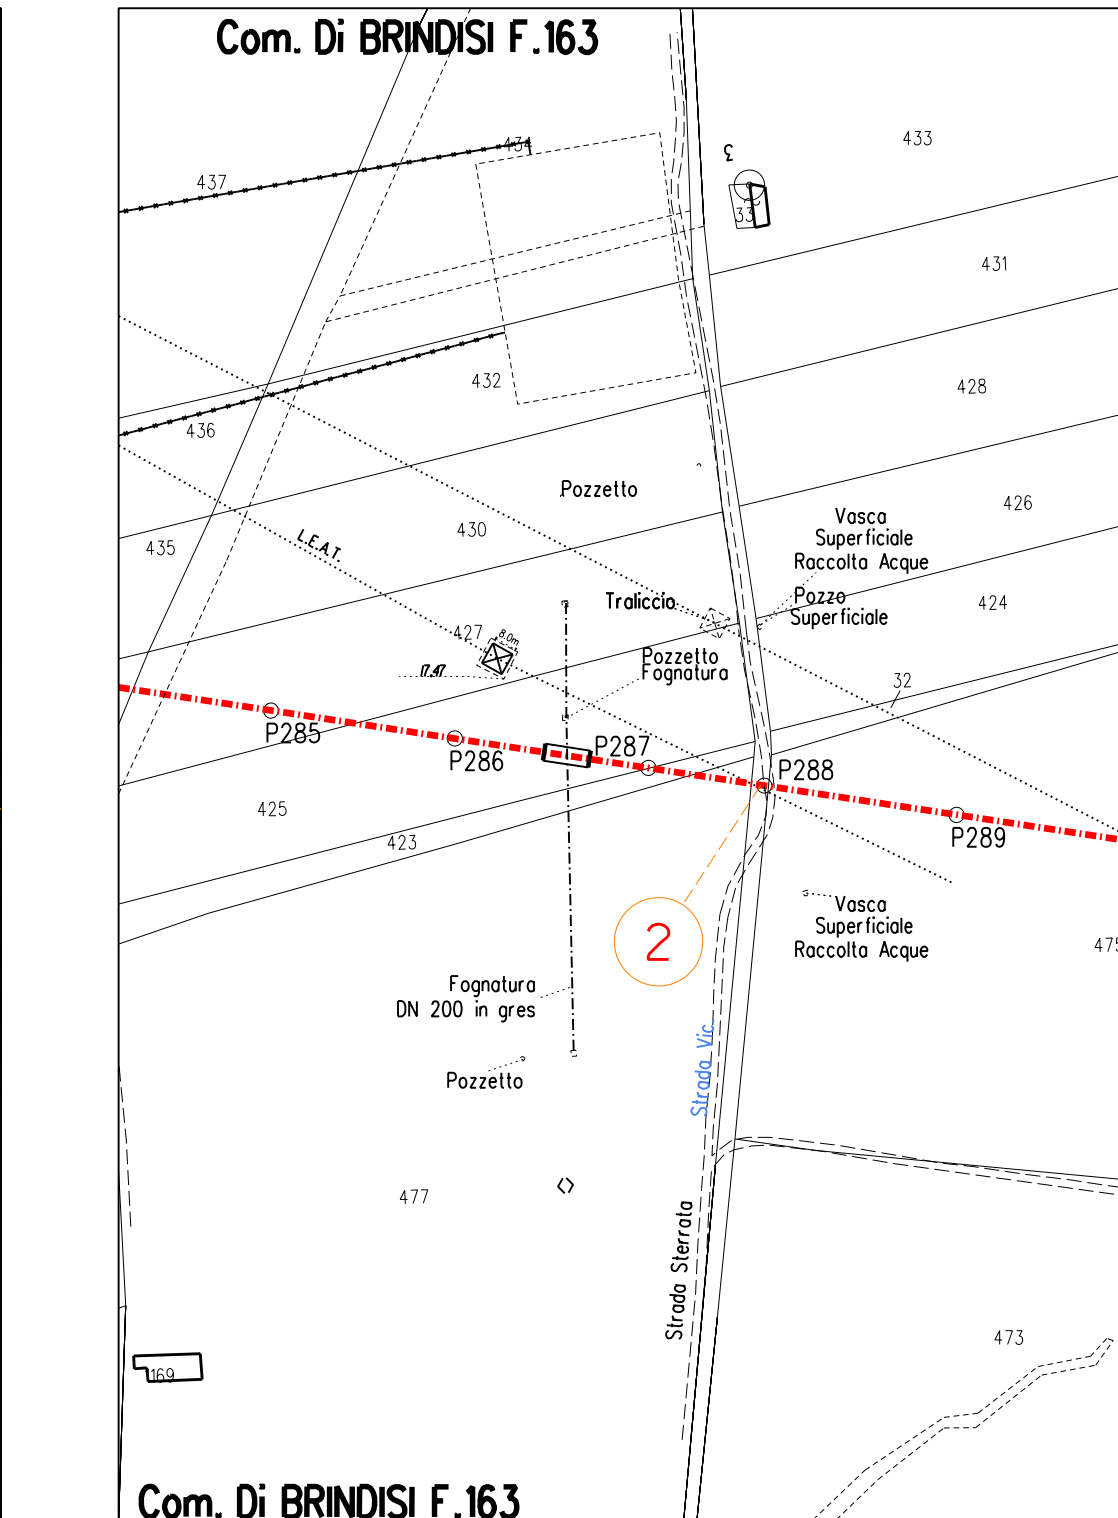 Com. Di BRINDISI F.163
434
433
437
3
33
431
432
428
436
Pozzetto
426
Vasca
Superficiale
Raccolta Acque
430
L.E.A.T.
435
Traliccio
Pozzo
Superficiale
424
427
8.0m
Pozzetto
Fognatura
17.47
32
P285
P286
P287
P288
P289
425
423
2
Vasca
Superficiale
Raccolta Acque
475
Fognatura
DN 200 in gres
Strada Vic.
Pozzetto
477
Strada Sterrata
473
169
Com. Di BRINDISI F.163